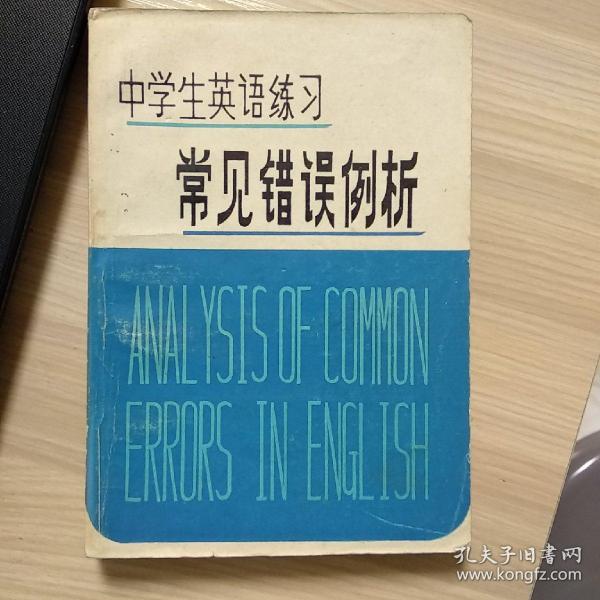 中学生英语练习
常见错误例析
ANALYSIS OF COMMON
ERRORS IN ENGLISH
孔夫子旧书网
www.kongfz.com